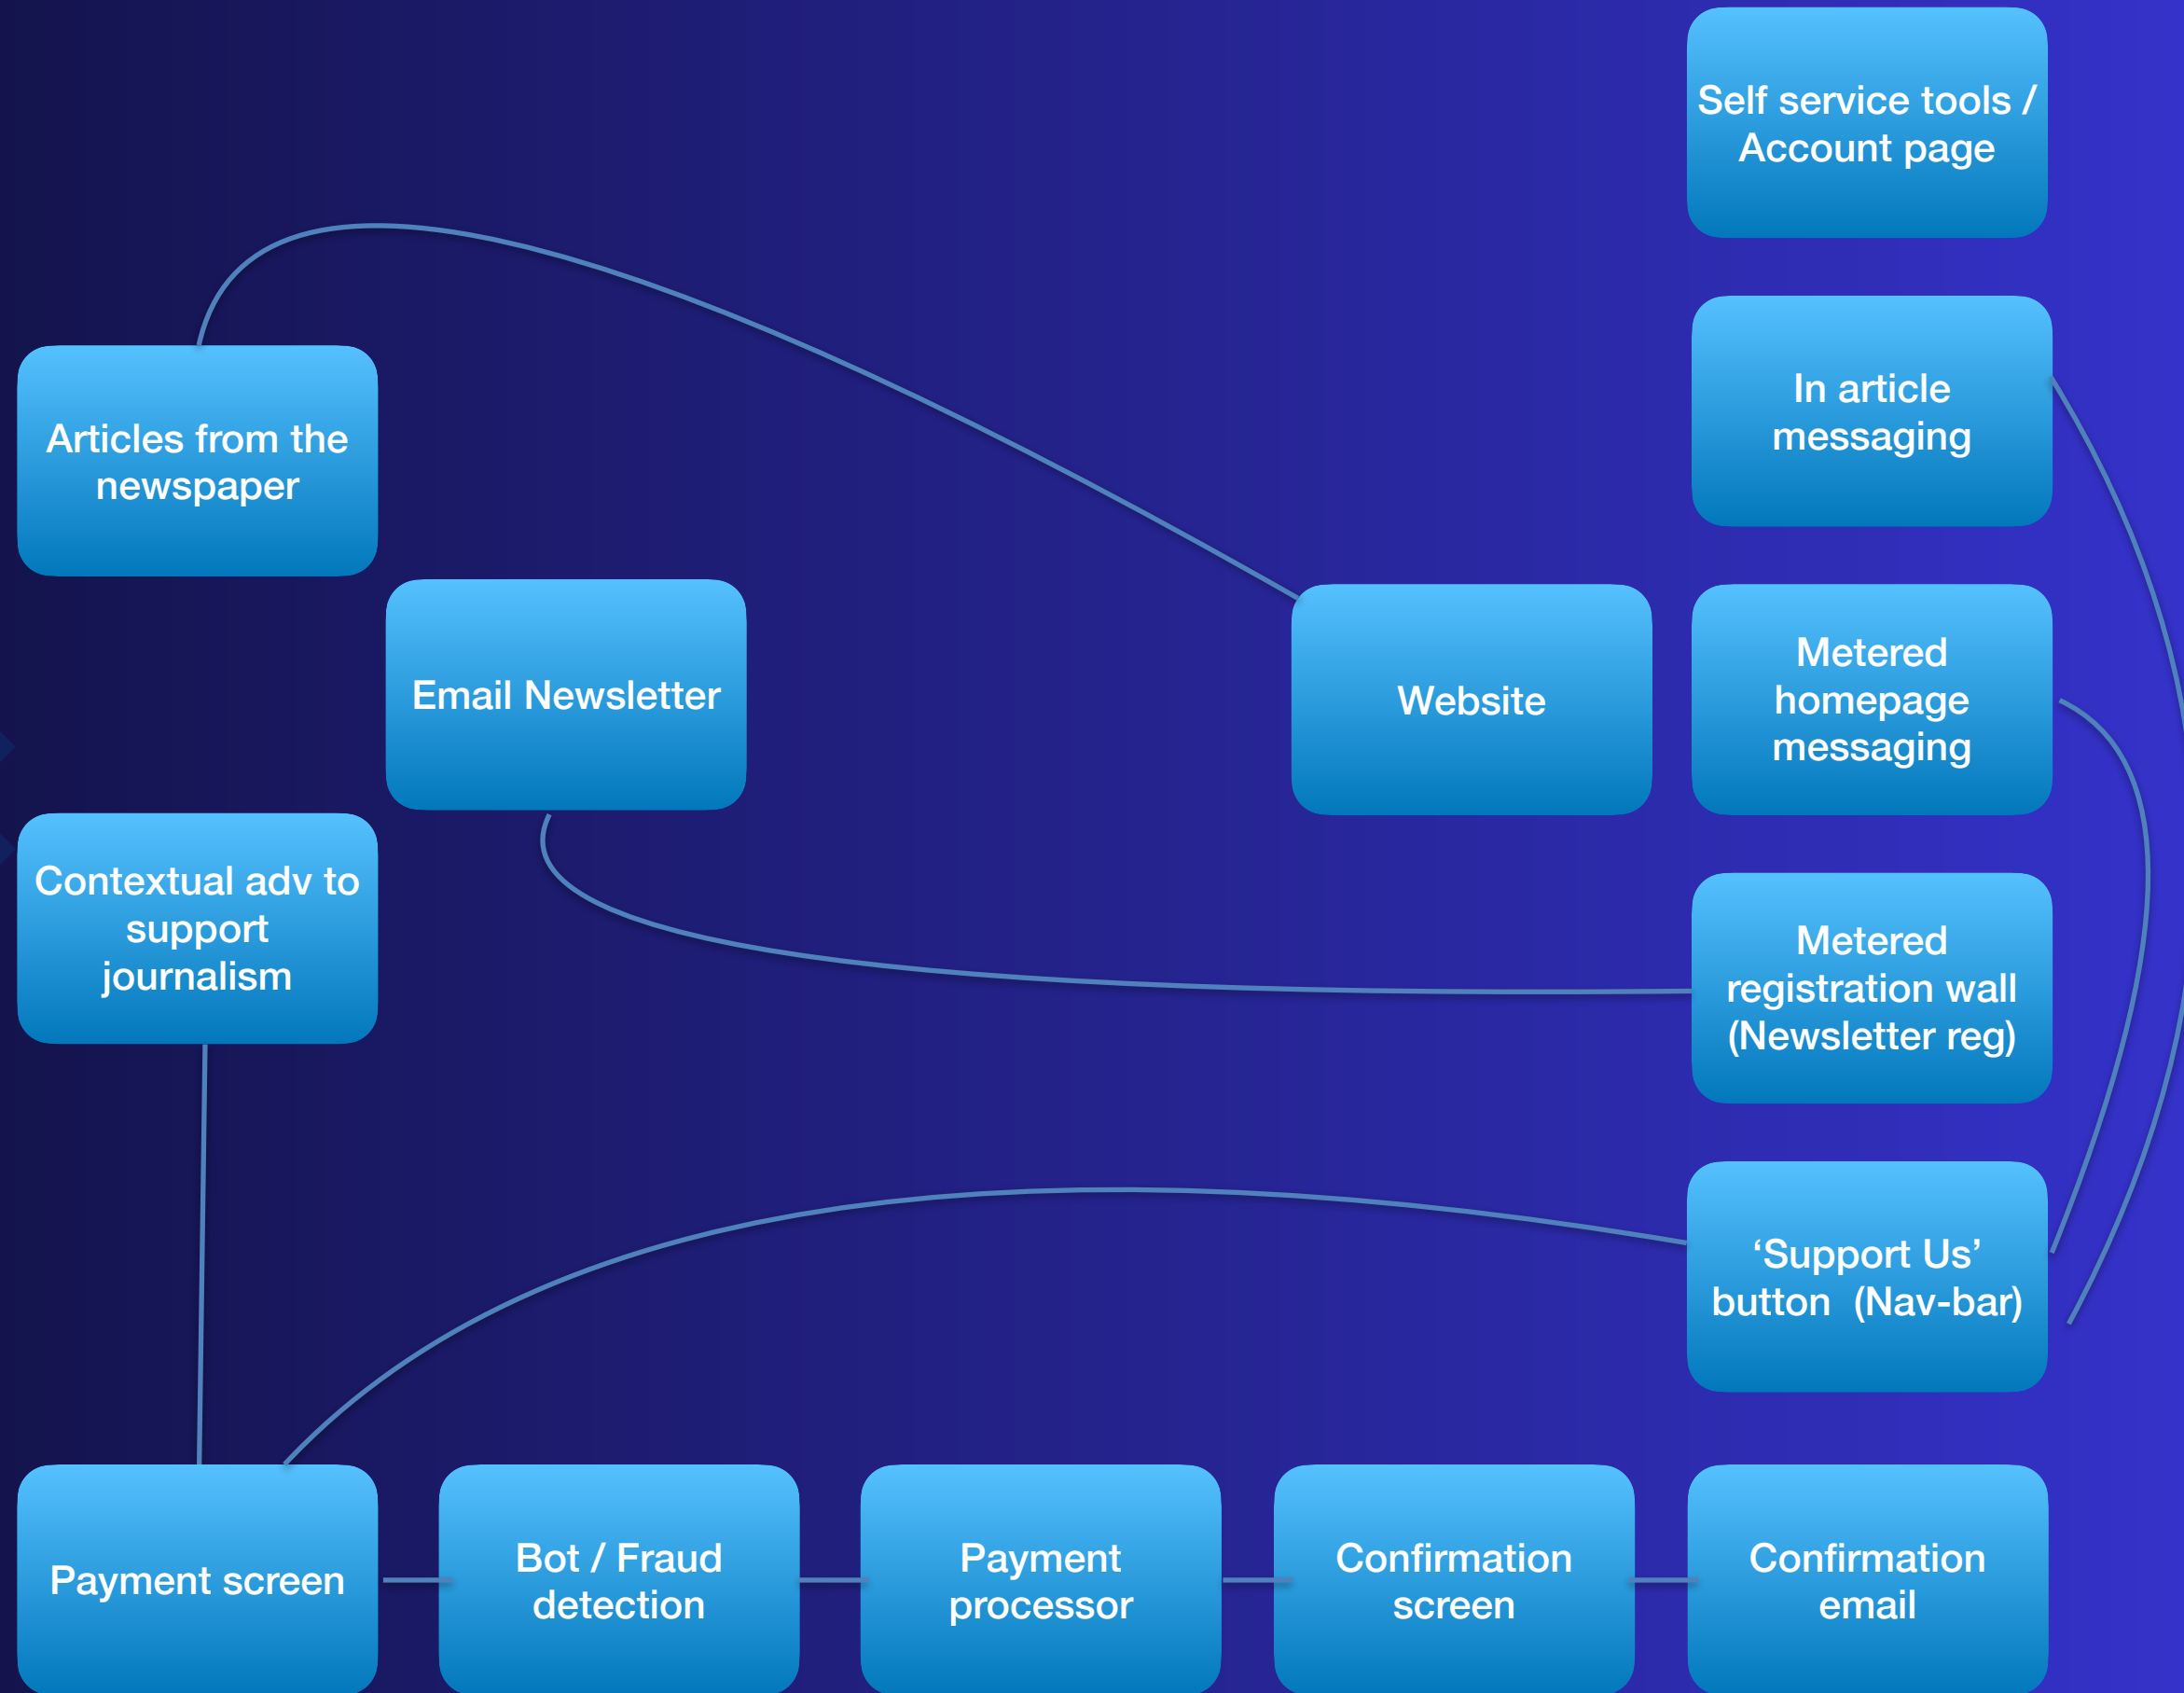 Self service tools /
Account page
In article
messaging
Articles from the
newspaper
Email Newsletter
Website
Metered
homepage
messaging
Contextual adv to
support
journalism
Metered
registration wall
(Newsletter reg)
‘Support Us’
button  (Nav-bar)
Payment screen
Bot / Fraud
detection
Payment
processor
Confirmation
screen
Confirmation
email